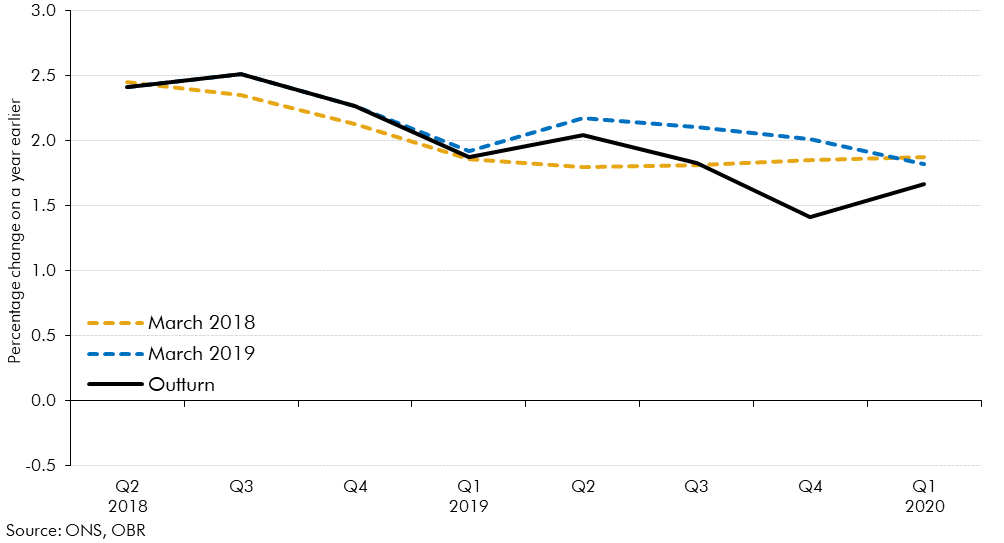 Percentage change on a year earlier
3.0
2.5
2.0
1.5
1.0
0.5
0.0
-0.5
March 2018
March 2019
Outturn
Q2 Q3 Q4 Q1 Q2 Q3 Q4 Q1
2018 2019 2020
Source: ONS, OBR